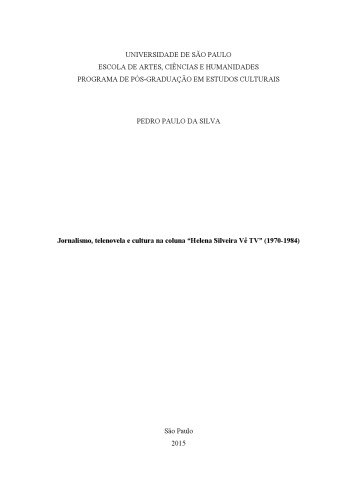 UNIVERSIDADE DE SÃO PAULO
ESCOLA DE ARTES, CIÊNCIAS E HUMANIDADES
PROGRAMA DE PÓS-GRADUAÇÃO EM ESTUDOS CULTURAIS
PEDRO PAULO DA SILVA
Jornalismo, telenovela e cultura na coluna “Helena Silveira Vê TV” (1970-1984)
São Paulo
2015